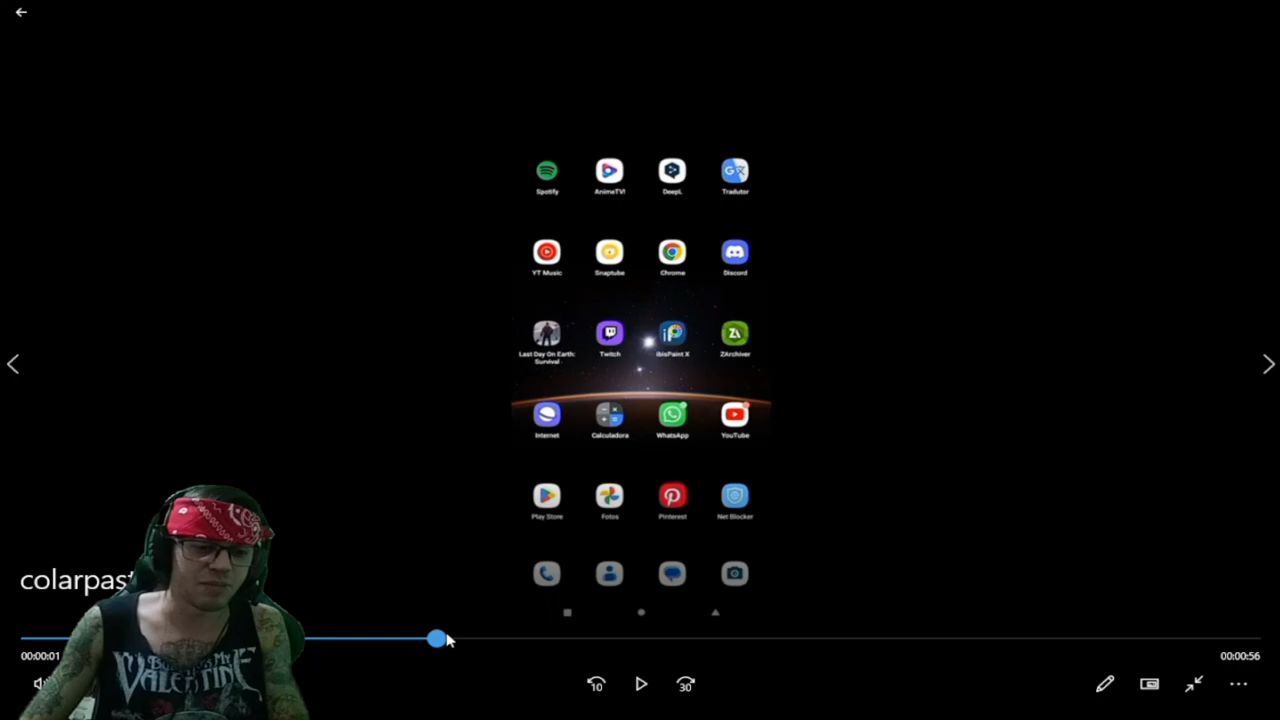 Spotify
AnimeTV!
DeepL
Tradutor
YT Music
Snaptube
Chrome
Discord
Last Day On Earth:
Survival
Twitch
ibisPaint X
ZArchiver
Internet
Calculadora
WhatsApp
YouTube
Play Store
Fotos
Pinterest
Net Blocker
colarpast
00:00:01
00:00:56
10
30
VALENTINE